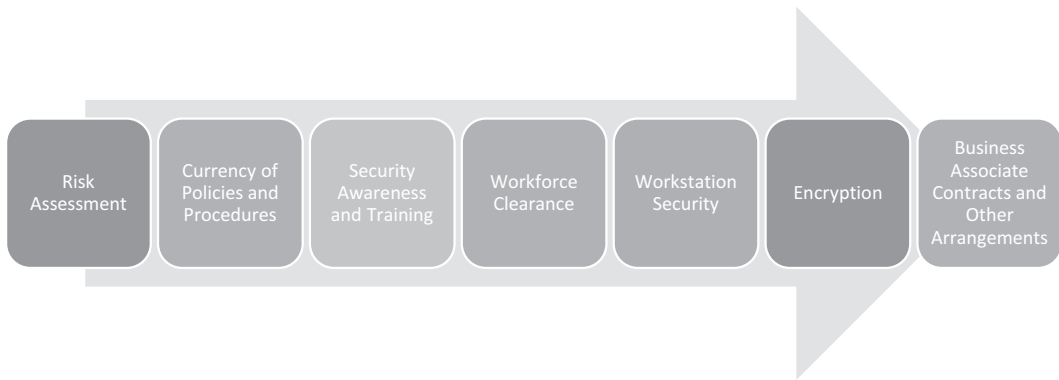 Risk
Assessment
Currency of
Policies and
Procedures
Security
Awareness
and Training
Workforce
Clearance
Workstation
Security
Encryption
Business
Associate
Contracts and
Other
Arrangements